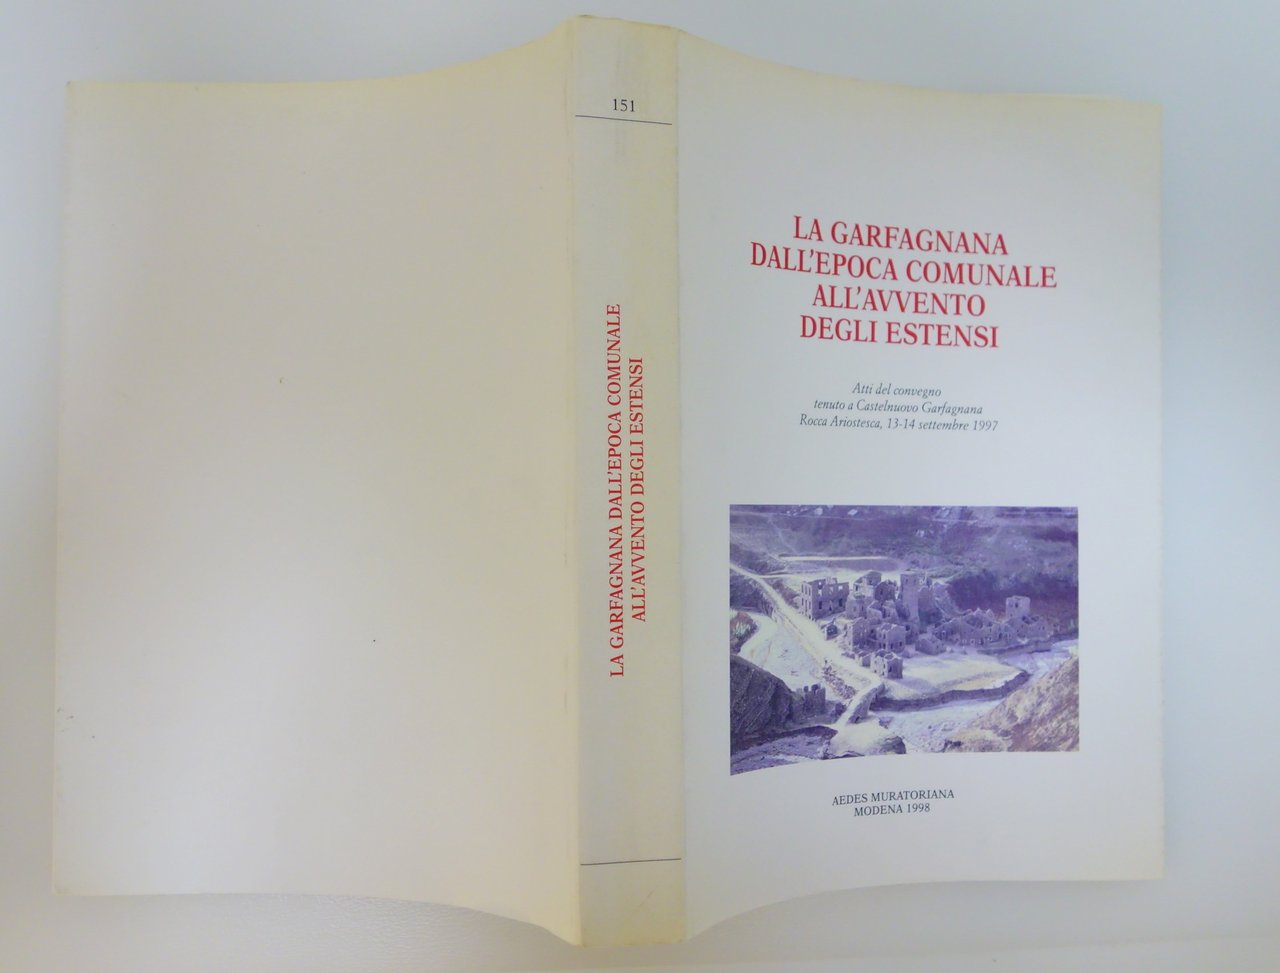 151
LA GARFAGNANA DALL'EPOCA COMUNALE
ALL'AVVENTO DEGLI ESTENSI
LA GARFAGNANA
DALL'EPOCA COMUNALE
ALL'AVVENTO
DEGLI ESTENSI
Atti del convegno
tenuto a Castelnuovo Garfagnana
Rocca Ariostesca, 13-14 settembre 1997
AEDES MURATORIANA
MODENA 1998